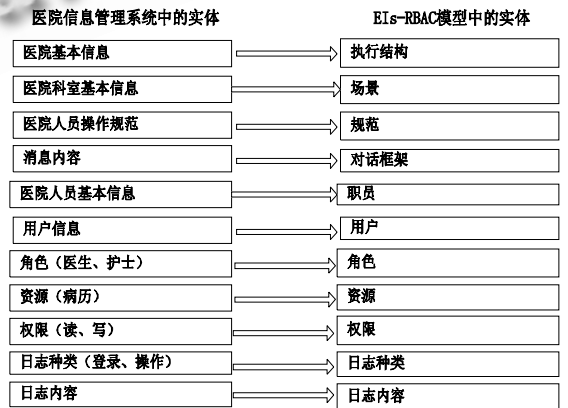 医院信息管理系统中的实体 EIs-RBAC模型中的实体
医院基本信息 执行结构
医院科室基本信息 场景
医院人员操作规范 规范
消息内容 对话框架
医院人员基本信息 职员
用户信息 用户
角色（医生、护士） 角色
资源（病历） 资源
权限（读、写） 权限
日志种类（登录、操作） 日志种类
日志内容 日志内容